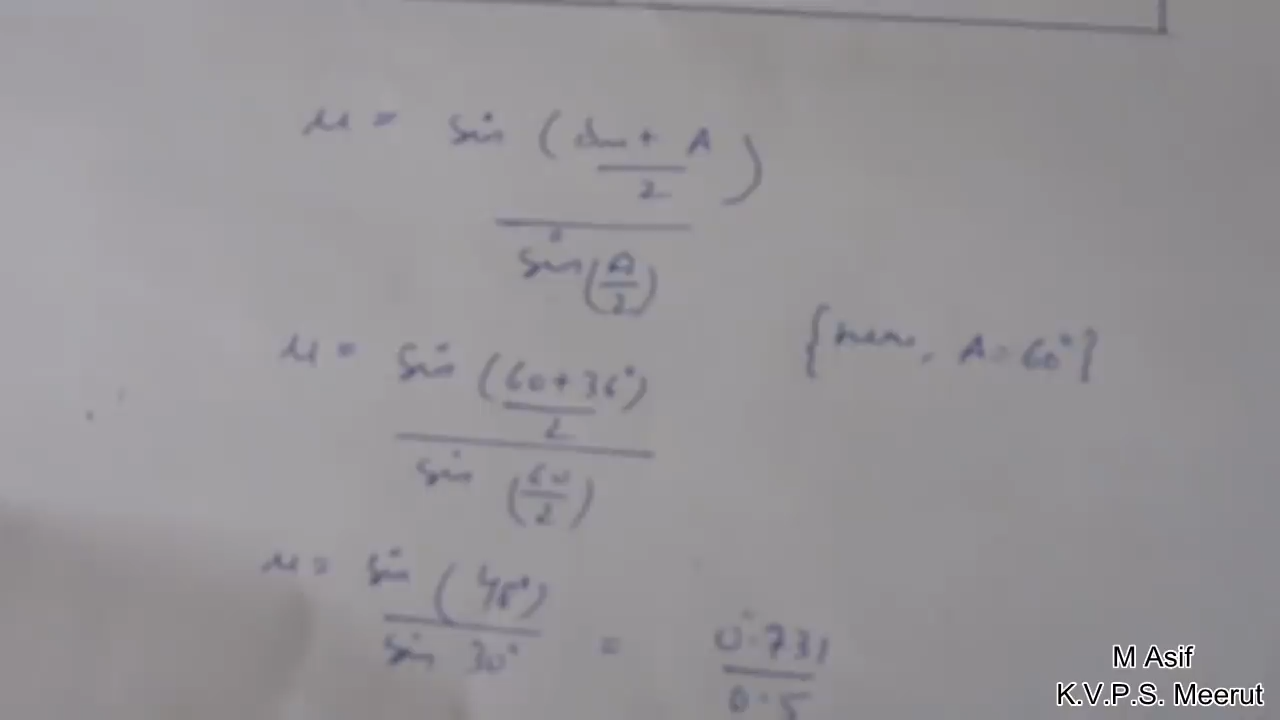 μ = sin ( δm + A / 2 )
sin ( A / 2 )
μ = sin ( 60 + 36° / 2 )
sin ( 60 / 2 )
{ , A = 60° }
μ = sin ( 48° )
sin 30° = 0.731 / 0.5
M Asif
K.V.P.S. Meerut